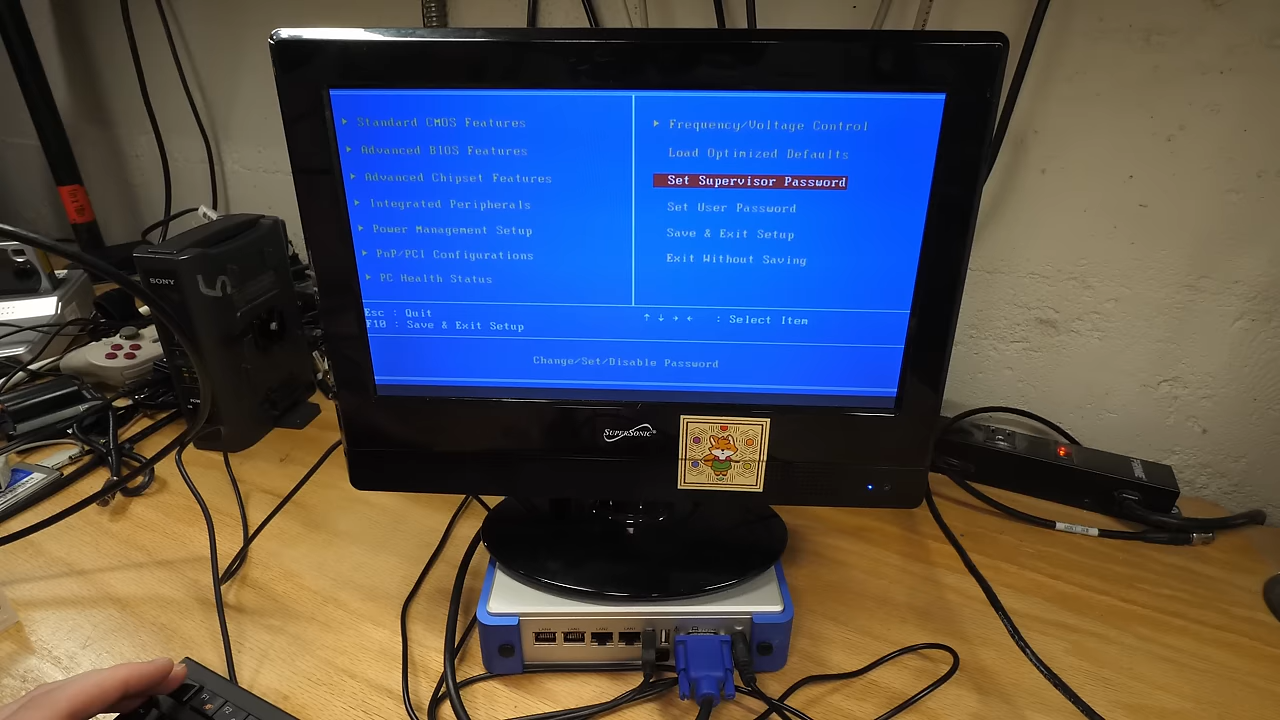 Standard CMOS Features
Advanced BIOS Features
Advanced Chipset Features
Integrated Peripherals
Power Management Setup
PnP/PCI Configurations
PC Health Status
Frequency/Voltage Control
Load Optimized Defaults
Set Supervisor Password
Set User Password
Save & Exit Setup
Exit Without Saving
Esc : Quit
F10 : Save & Exit Setup
↑ ↓ → ← : Select Item
Change/Set/Disable Password
SUPERSONIC®
SONY
F1
F2